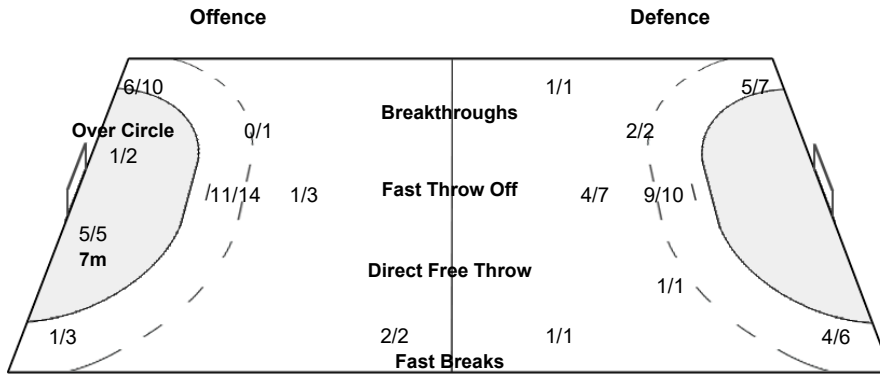 Offence Defence
6/10 1/1 5/7
Breakthroughs
Over Circle 0/1 2/2
1/2
11/14 1/3 Fast Throw Off 4/7 9/10
5/5
7m Direct Free Throw
1/1
1/3 2/2 1/1 4/6
Fast Breaks